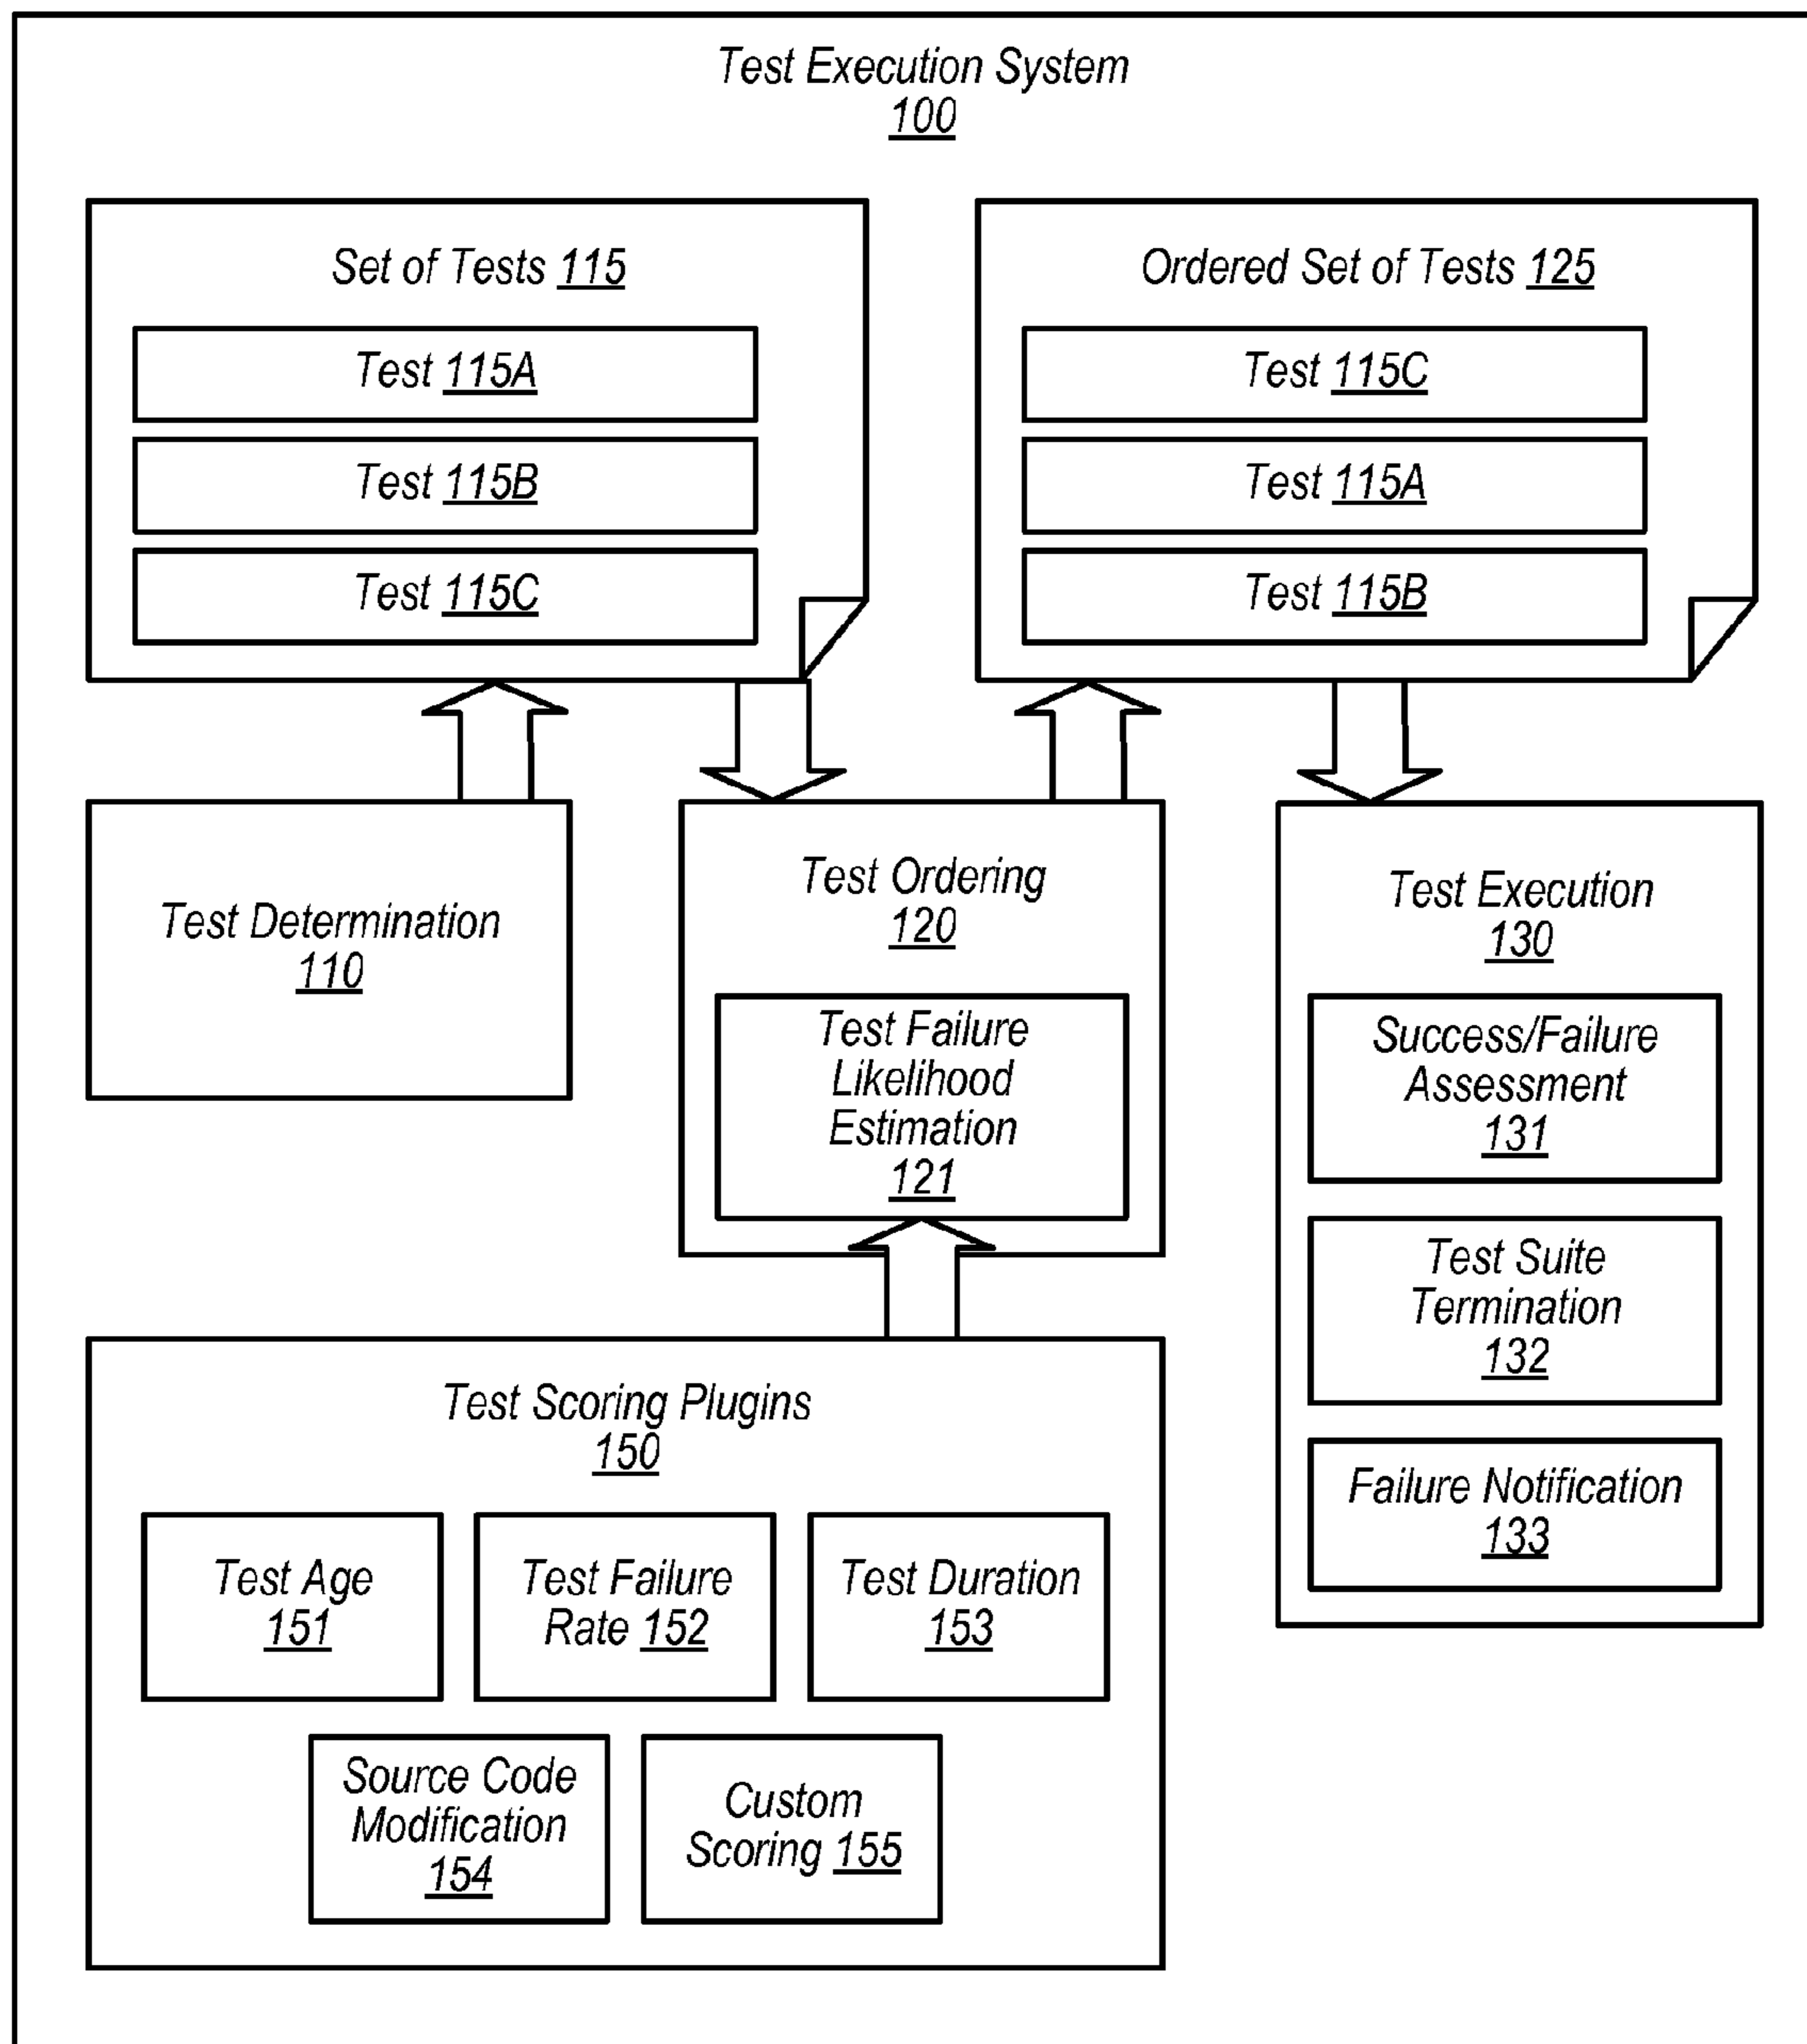 Test Execution System
100
Set of Tests 115
Test 115A
Test 115B
Test 115C
Ordered Set of Tests 125
Test 115C
Test 115A
Test 115B
Test Determination
110
Test Ordering
120
Test Failure
Likelihood
Estimation
121
Test Execution
130
Success/Failure
Assessment
131
Test Suite
Termination
132
Failure Notification
133
Test Scoring Plugins
150
Test Age
151
Test Failure
Rate 152
Test Duration
153
Source Code
Modification
154
Custom
Scoring 155